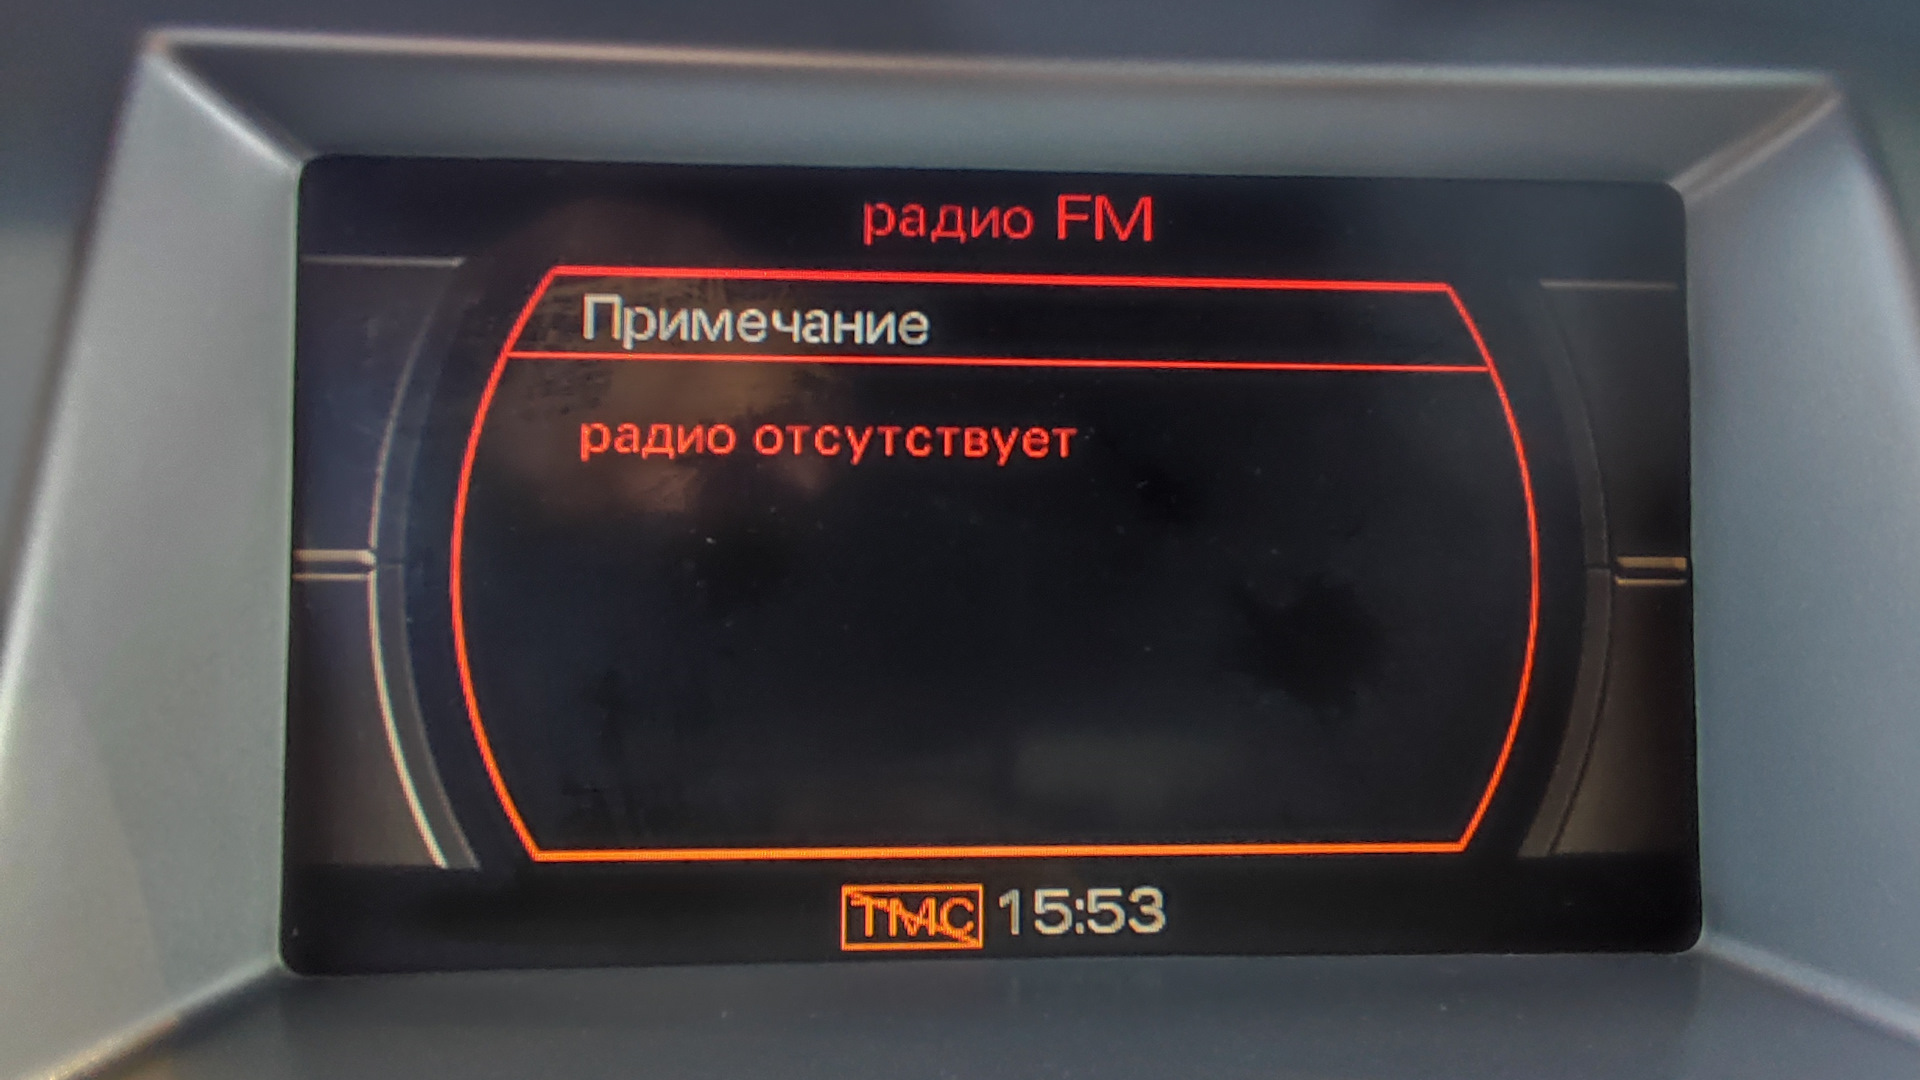 радио FM
Примечание
радио отсутствует
TMC 15:53